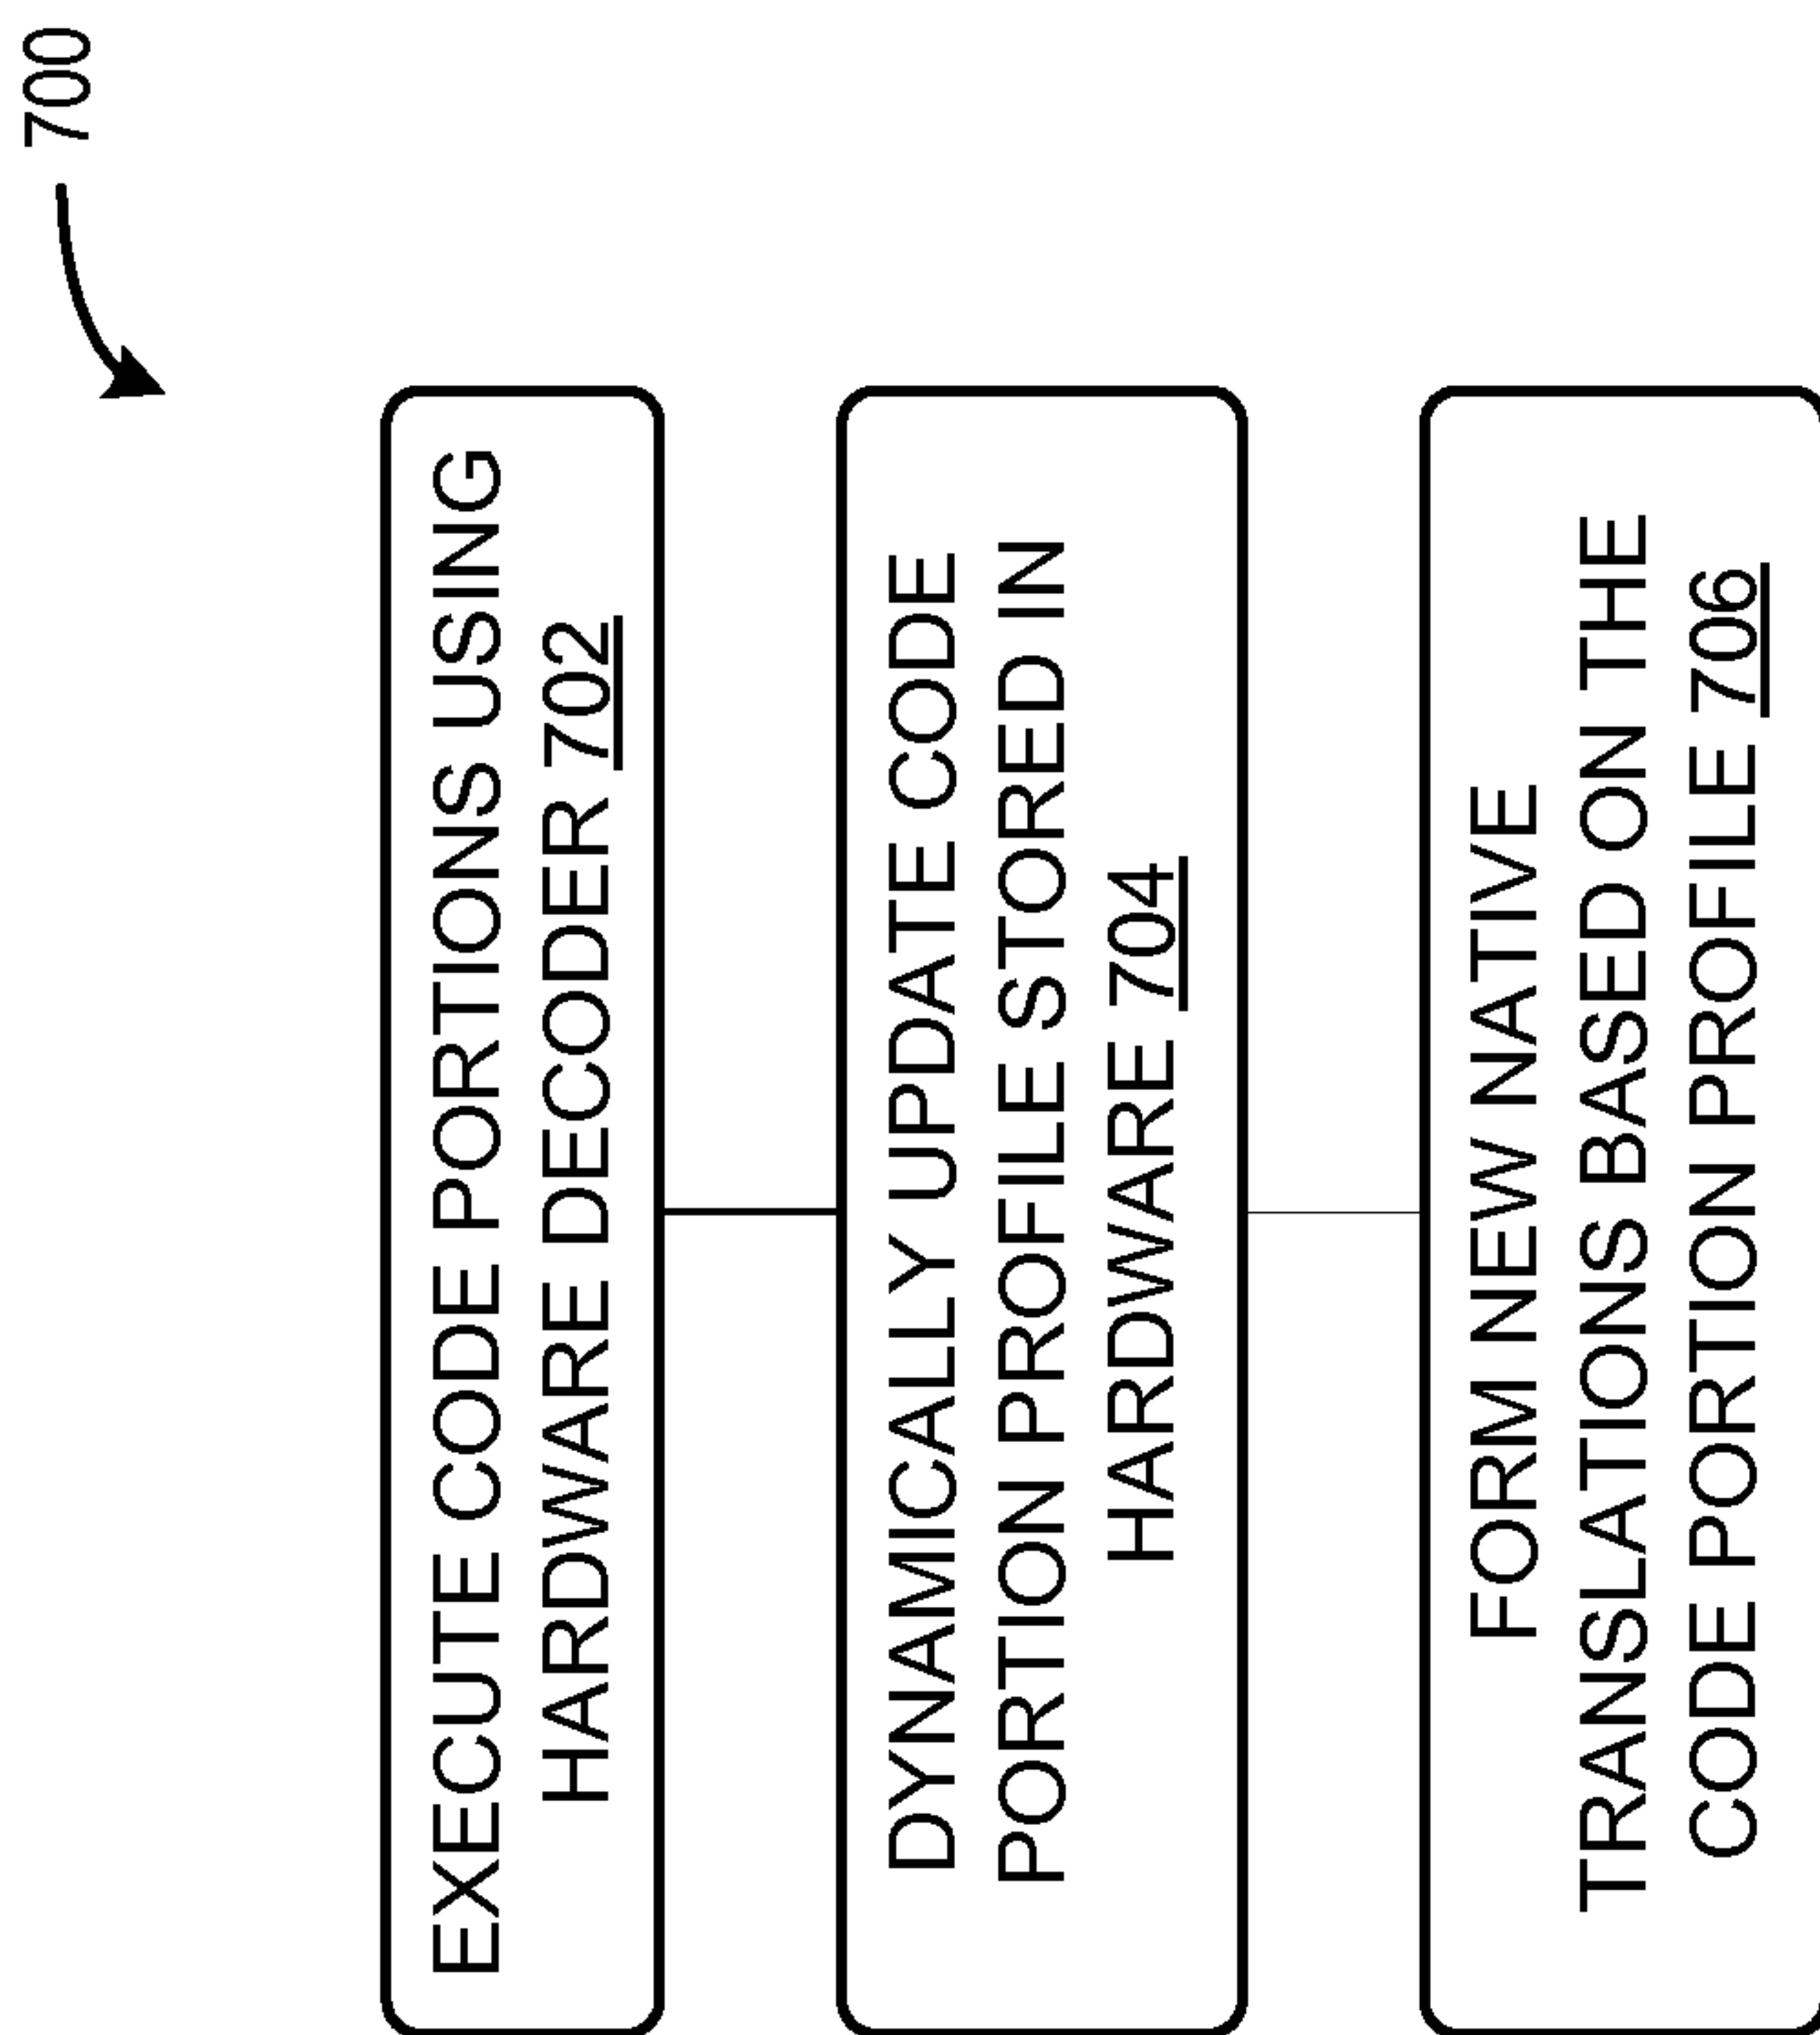 700
EXECUTE CODE PORTIONS USING
HARDWARE DECODER 702
DYNAMICALLY UPDATE CODE
PORTION PROFILE STORED IN
HARDWARE 704
FORM NEW NATIVE
TRANSLATIONS BASED ON THE
CODE PORTION PROFILE 706